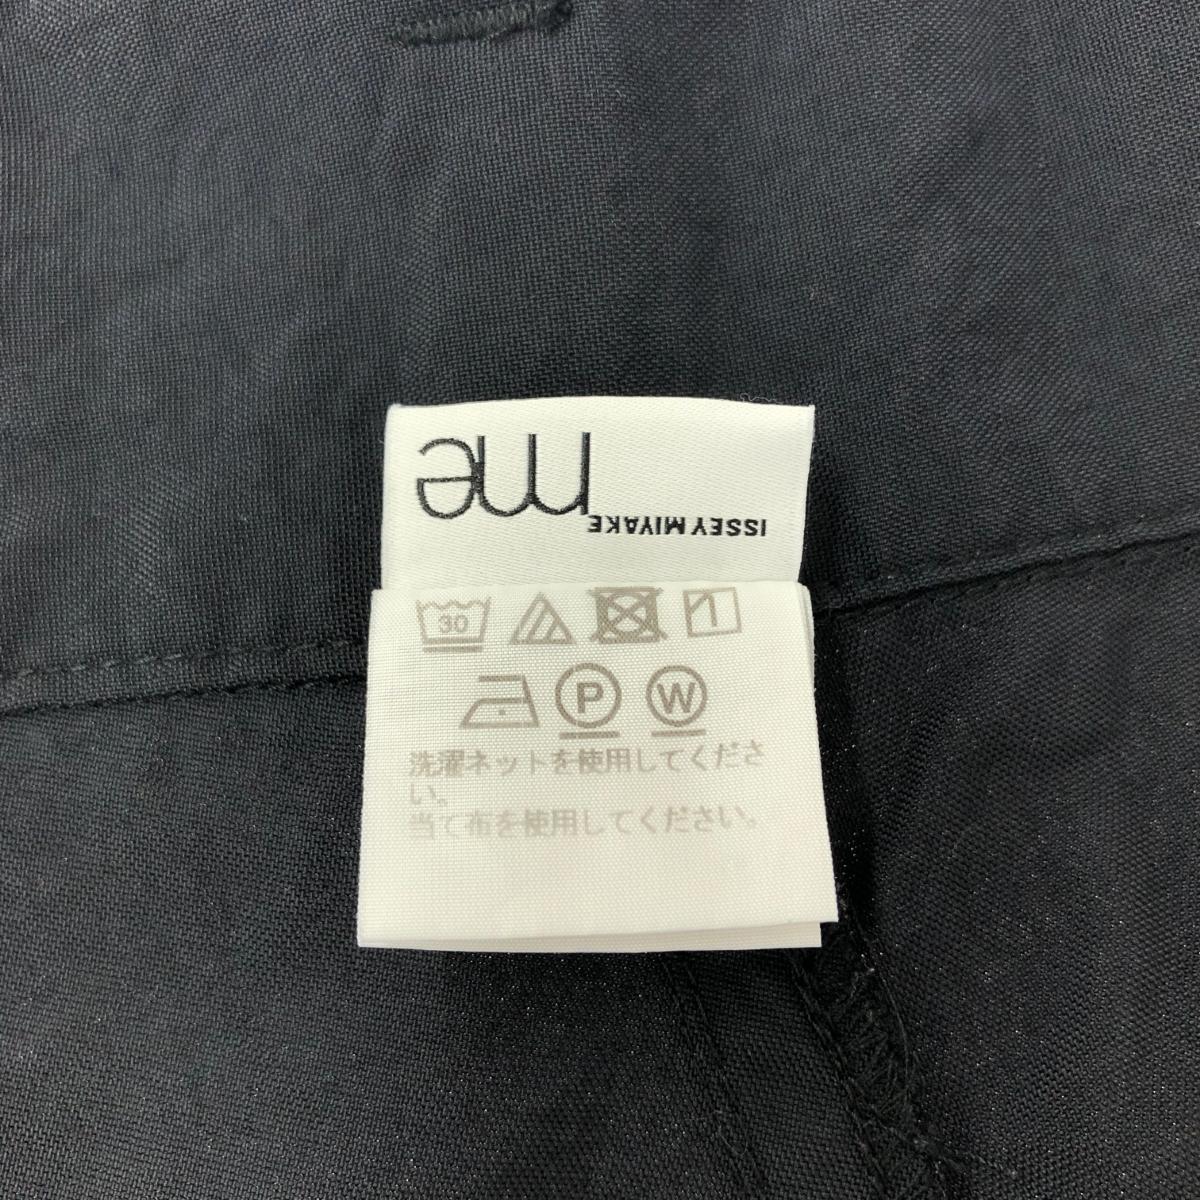 me
ISSEY MIYAKE
30
P W
洗濯ネットを使用してくださ
い。
当て布を使用してください。